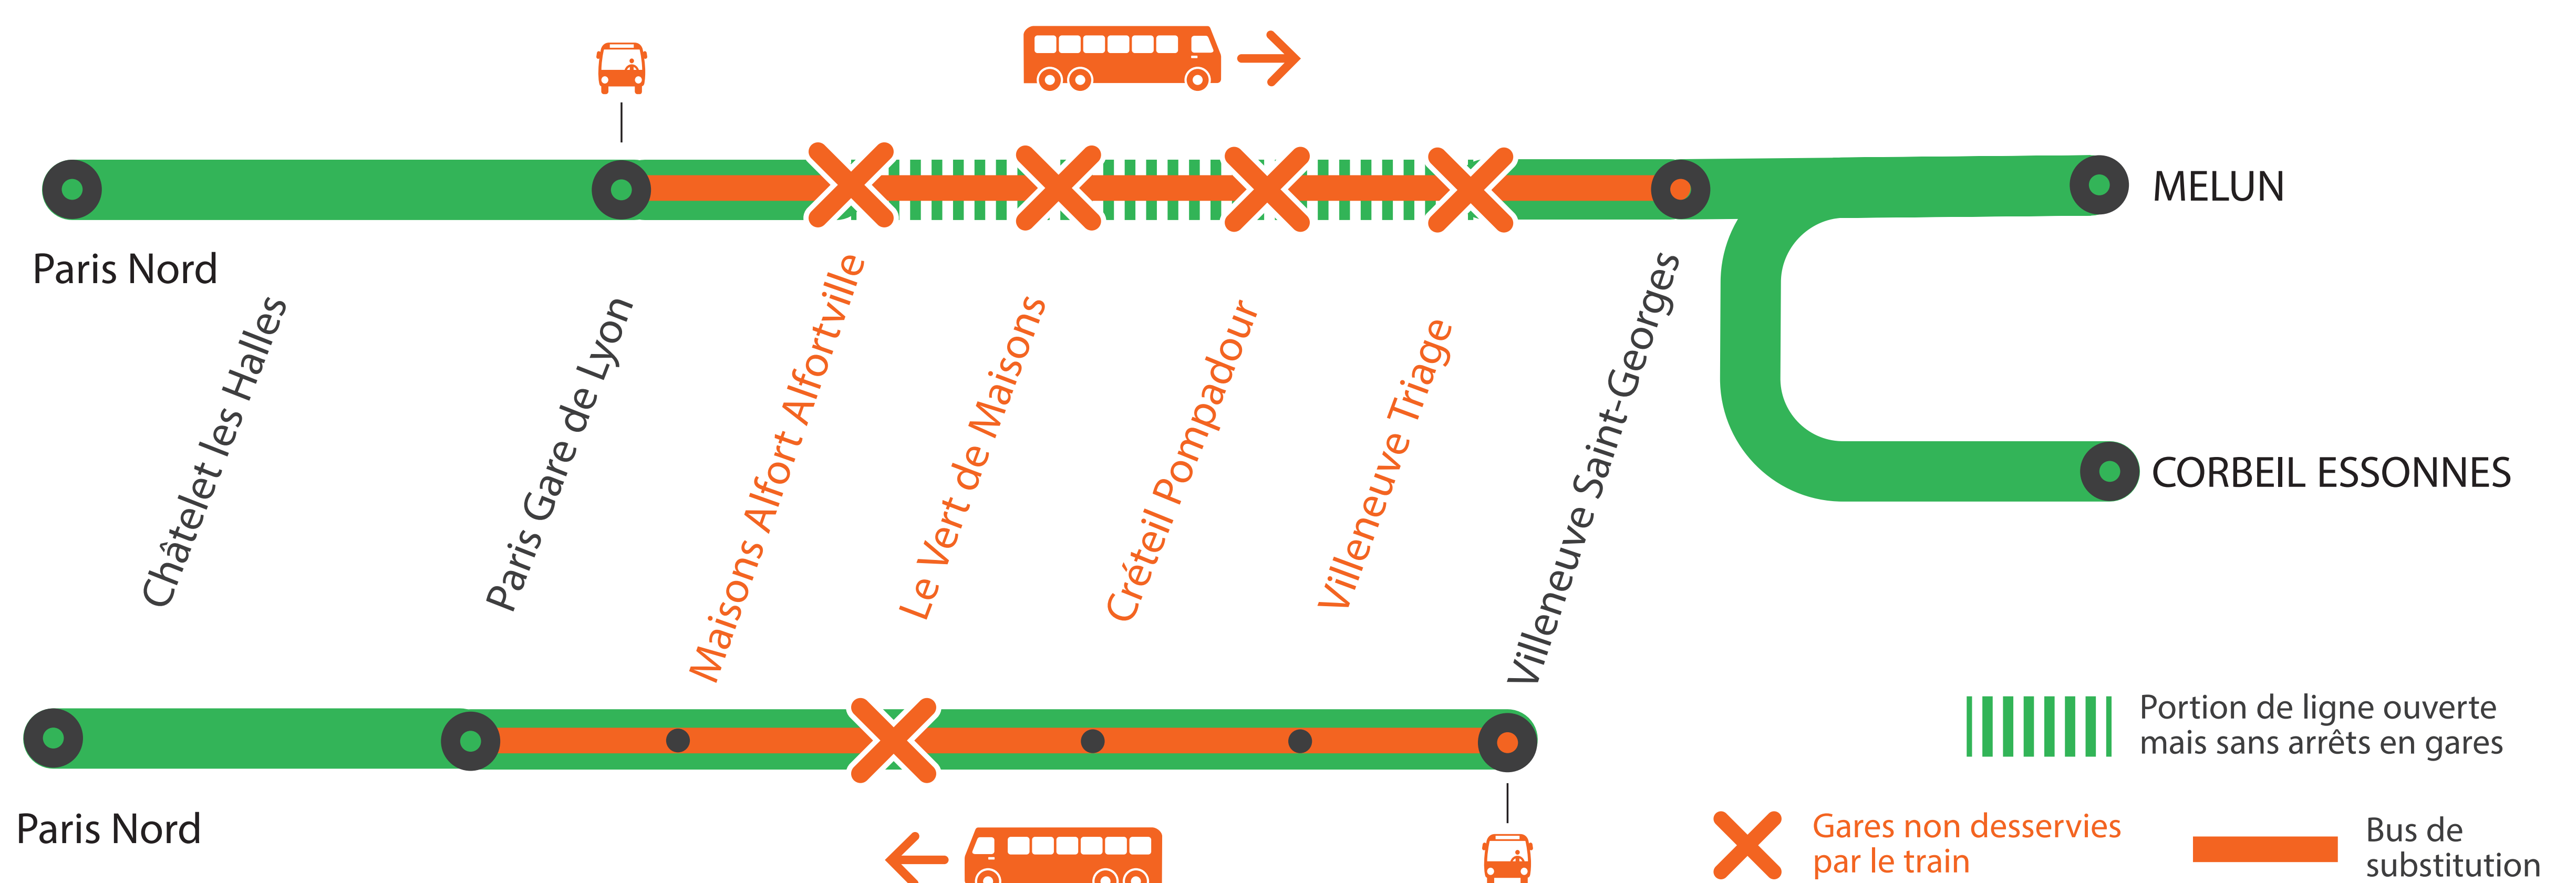 MELUN
Paris Nord
Châtelet les Halles
Paris Gare de Lyon
Maisons Alfort Alfortville
Le Vert de Maisons
Créteil Pompadour
Villeneuve Triage
Villeneuve Saint-Georges
CORBEIL ESSONNES
Paris Nord
Portion de ligne ouverte
mais sans arrêts en gares
Gares non desservies
par le train
Bus de
substitution